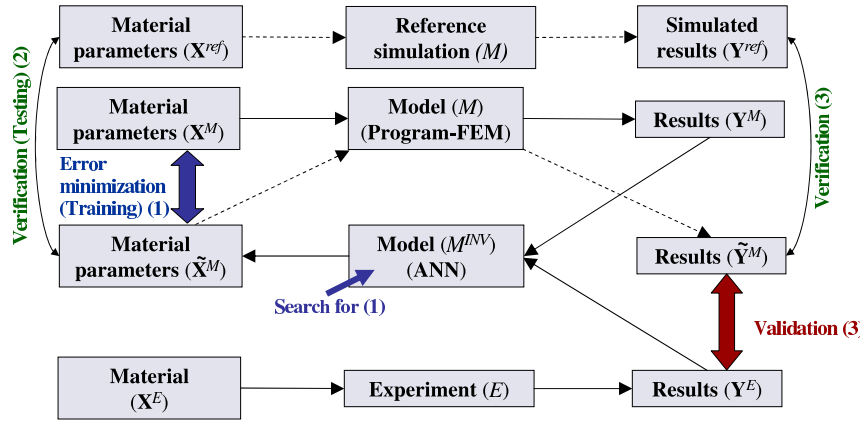 Material
parameters (X^ref)
Reference
simulation (M)
Simulated
results (Y^ref)
Verification (Testing) (2)
Material
parameters (X^M)
Model (M)
(Program-FEM)
Results (Y^M)
Verification (3)
Error
minimization
(Training) (1)
Material
parameters (X̃^M)
Model (M^INV)
(ANN)
Results (Ỹ^M)
Search for (1)
Validation (3)
Material
(X^E)
Experiment (E)
Results (Y^E)